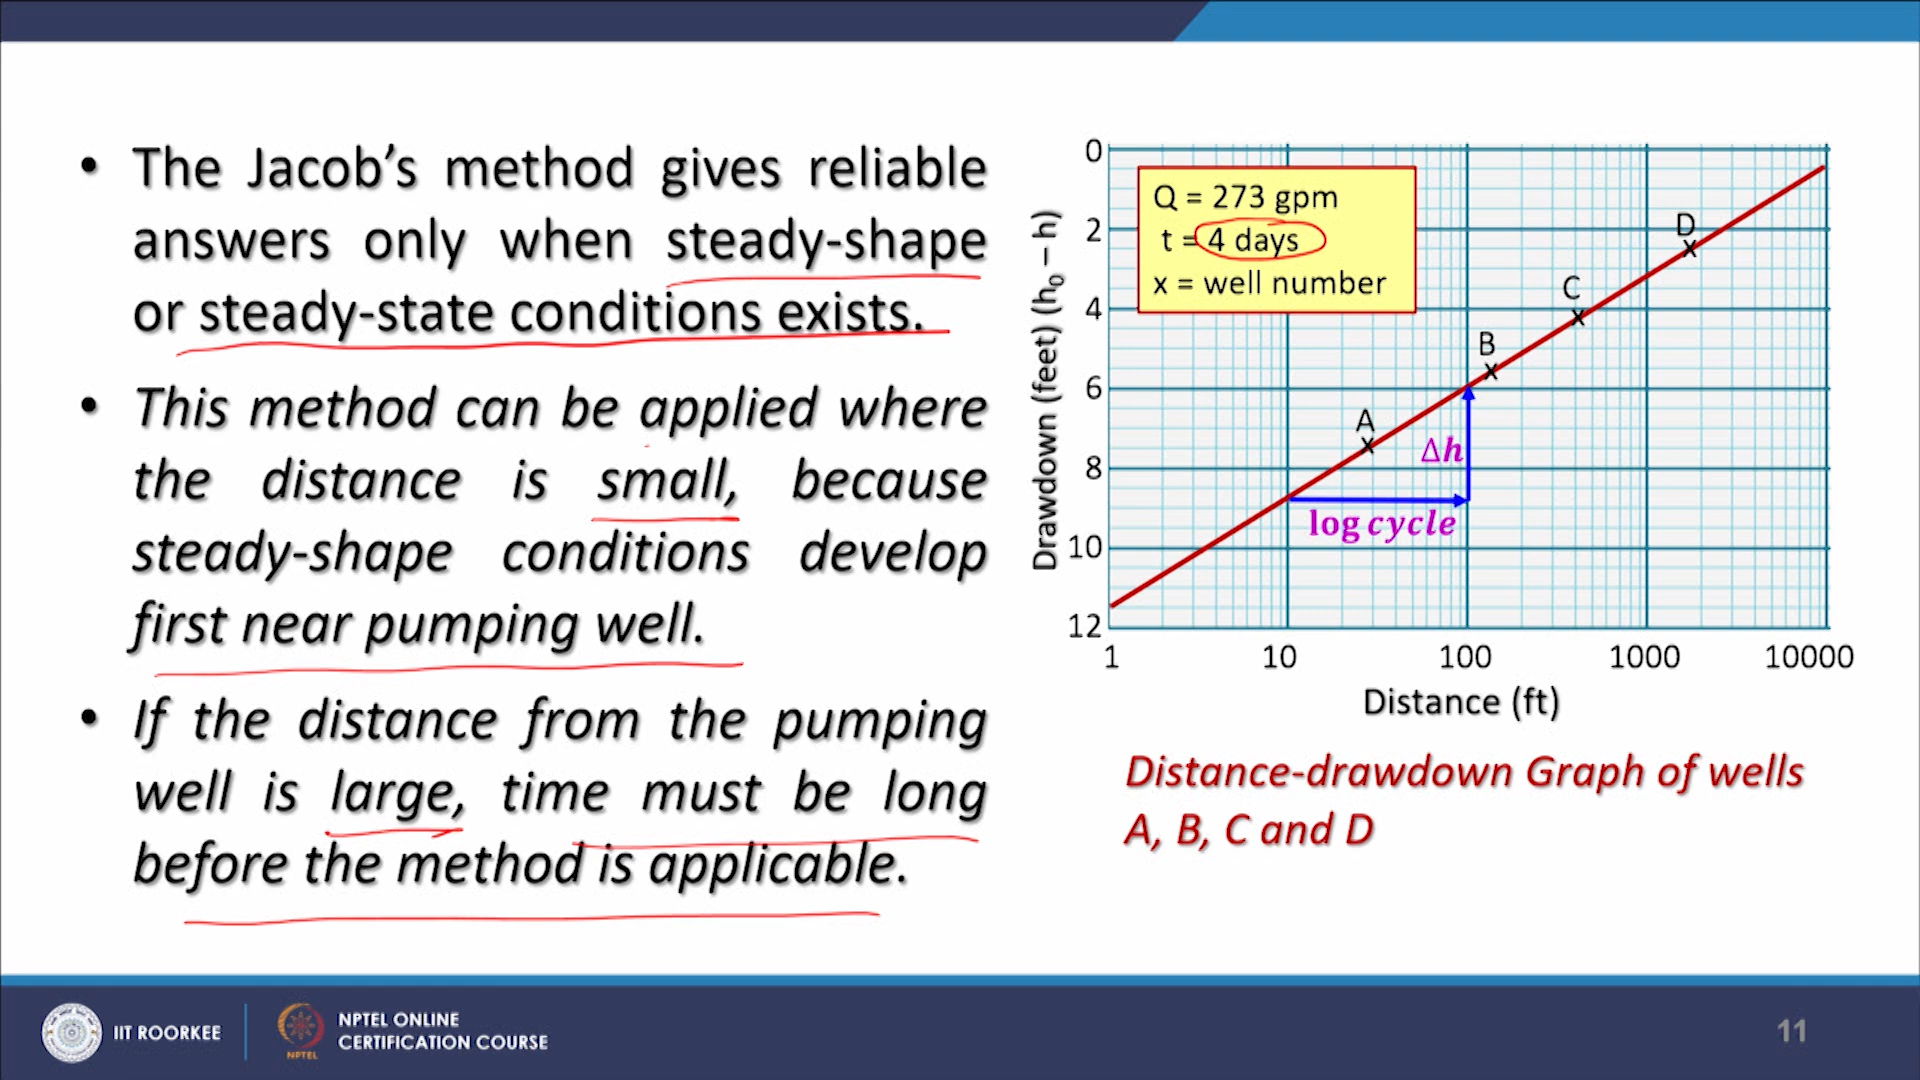 • The Jacob's method gives reliable
answers only when steady-shape
or steady-state conditions exists.
• This method can be applied where
the distance is small, because
steady-shape conditions develop
first near pumping well.
• If the distance from the pumping
well is large, time must be long
before the method is applicable.
Drawdown (feet) (h₀ – h)
0
2
4
6
8
10
12
Q = 273 gpm
t = 4 days
x = well number
A
B
C
D
x
x
x
x
Δh
log cycle
1 10 100 1000 10000
Distance (ft)
Distance-drawdown Graph of wells
A, B, C and D
IIT ROORKEE
NPTEL
NPTEL ONLINE
CERTIFICATION COURSE
11